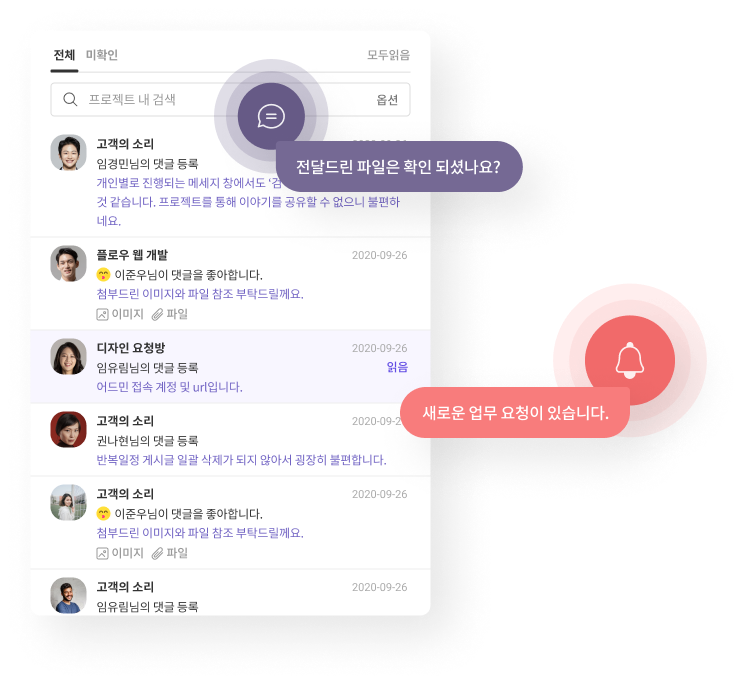 전체 미확인 모두읽음
프로젝트 내 검색 옵션
전달드린 파일은 확인 되셨나요?
고객의 소리
임경민님의 댓글 등록
개인별로 진행되는 메세지 창에서도 '검
것 같습니다. 프로젝트를 통해 이야기를 공유할 수 없으니 불편하
네요.
플로우 웹 개발 2020-09-26
이준우님이 댓글을 좋아합니다.
첨부드린 이미지와 파일 참조 부탁드릴께요.
이미지 파일
디자인 요청방 2020-09-26
임유림님의 댓글 등록 읽음
어드민 접속 계정 및 url입니다.
새로운 업무 요청이 있습니다.
고객의 소리 2020-09-2
권나현님의 댓글 등록
반복일정 게시글 일괄 삭제가 되지 않아서 굉장히 불편합니다.
고객의 소리 2020-09-26
이준우님이 댓글을 좋아합니다.
첨부드린 이미지와 파일 참조 부탁드릴께요.
이미지 파일
고객의 소리 2020-09-26
임유림님의 댓글 등록